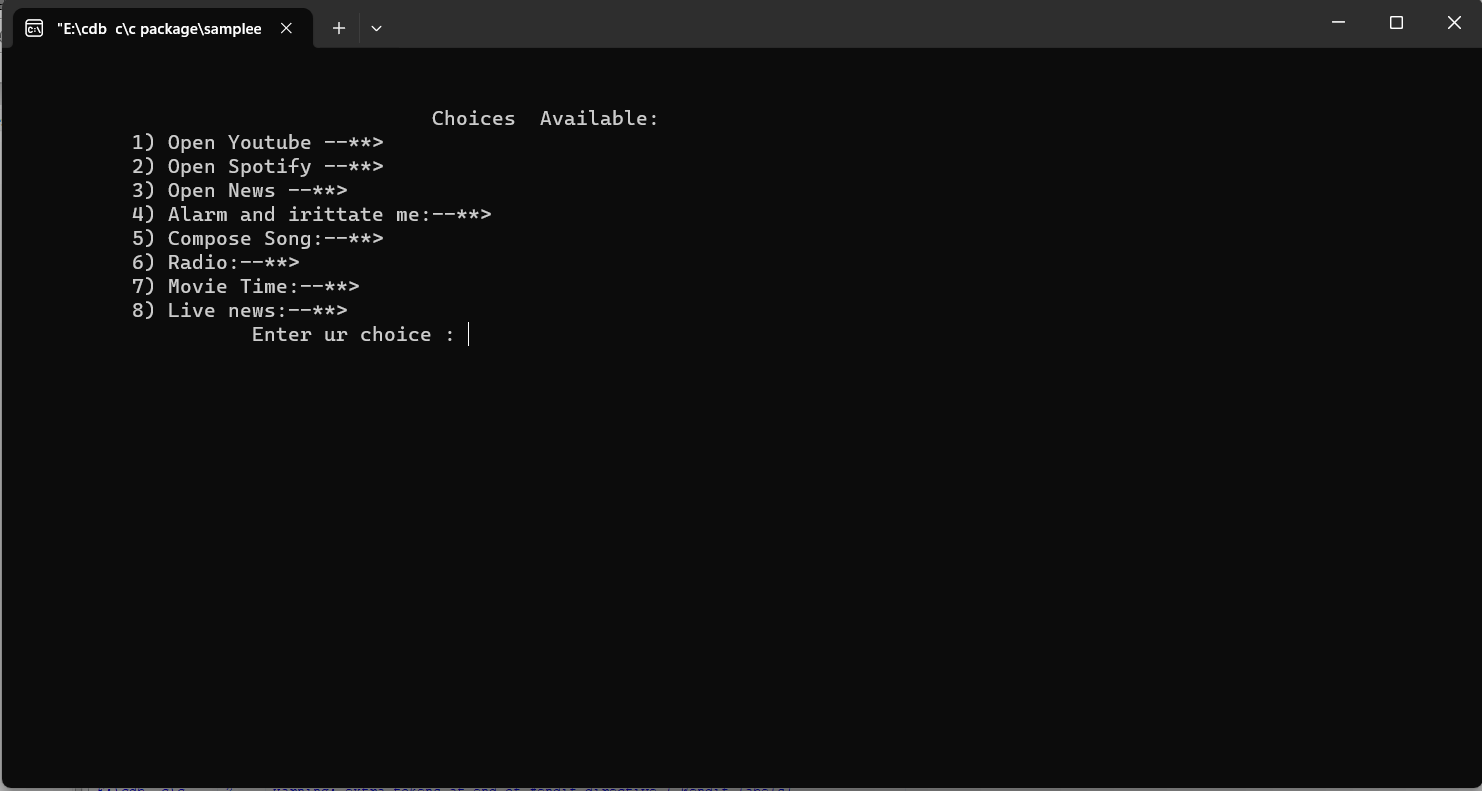 "E:\cdb c\c package\samplee
Choices Available:
1) Open Youtube --**>
2) Open Spotify --**>
3) Open News --**>
4) Alarm and irittate me:--**>
5) Compose Song:--**>
6) Radio:--**>
7) Movie Time:--**>
8) Live news:--**>
Enter ur choice :